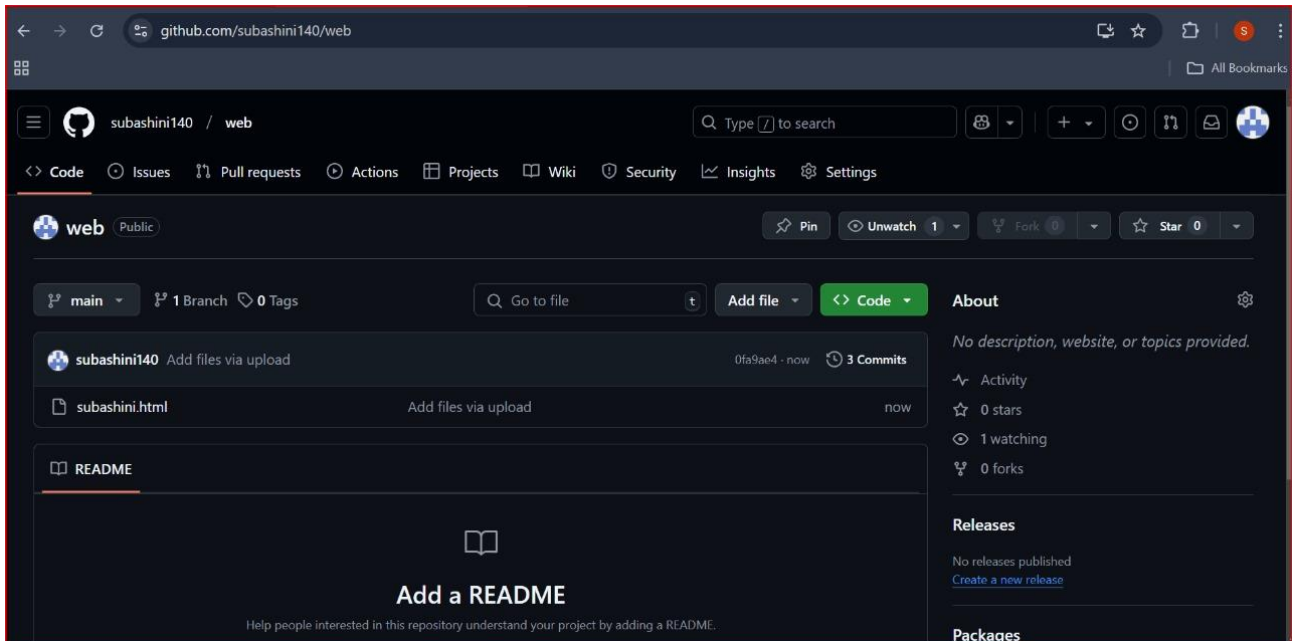 github.com/subashini140/web
All Bookmarks
subashini140 / web
Type / to search
Code Issues Pull requests Actions Projects Wiki Security Insights Settings
web Public
Pin Unwatch 1 Fork 0 Star 0
main 1 Branch 0 Tags Go to file t Add file Code
subashini140 Add files via upload 0fa9ae4 · now 3 Commits
subashini.html Add files via upload now
README
Add a README
Help people interested in this repository understand your project by adding a README.
About
No description, website, or topics provided.
Activity
0 stars
1 watching
0 forks
Releases
No releases published
Create a new release
Packages